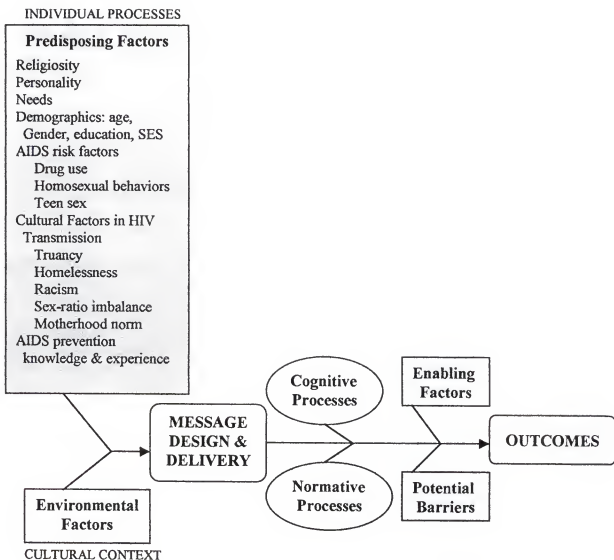 INDIVIDUAL PROCESSES
Predisposing Factors
Religiosity
Personality
Needs
Demographics: age,
Gender, education, SES
AIDS risk factors
Drug use
Homosexual behaviors
Teen sex
Cultural Factors in HIV
Transmission
Truancy
Homelessness
Racism
Sex-ratio imbalance
Motherhood norm
AIDS prevention
knowledge & experience
Environmental
Factors
CULTURAL CONTEXT
MESSAGE
DESIGN &
DELIVERY
Cognitive
Processes
Normative
Processes
Enabling
Factors
Potential
Barriers
OUTCOMES